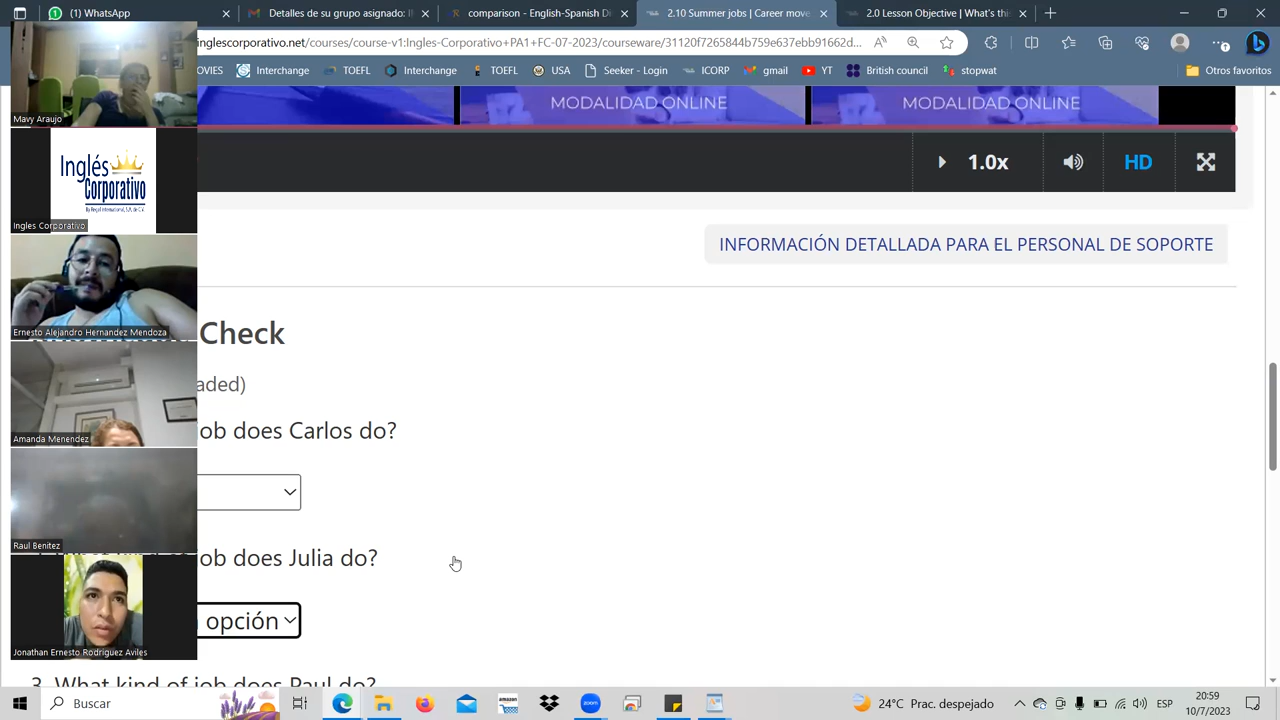 (1) WhatsApp
Detalles de su grupo asignado: I
corporation - English-Spanish D
2.10 Summer jobs | Carnover
2.0 Lesson Objective | What's th
inglescorporativo.net/courses/course-v1:Ingles-Corporativo+PA1+FC-07-2023/courseware/31120f7265844b759e637ebb91662d...
OVIES
Interchange
TOEFL
Interchange
TOEFL
USA
Seeker - Login
ICORP
gmail
YT
British council
stopwat
Otros favoritos
MODALIDAD ONLINE
MODALIDAD ONLINE
1.0x
HD
INFORMACIÓN DETALLADA PARA EL PERSONAL DE SOPORTE
Check
aded)
ob does Carlos do?
ob does Julia do?
opción
3. What kind of job does Paul do?
Mavy Araujo
Inglés
Corporativo
Ingles Corporativo
Ernesto Alejandro Hernandez Mendoza
Amanda Menendez
Raul Benitez
Jonathan Ernesto Rodriguez Aviles
Buscar
amazon
zoom
24°C Prac. despejado
ESP
20:59
10/7/2023